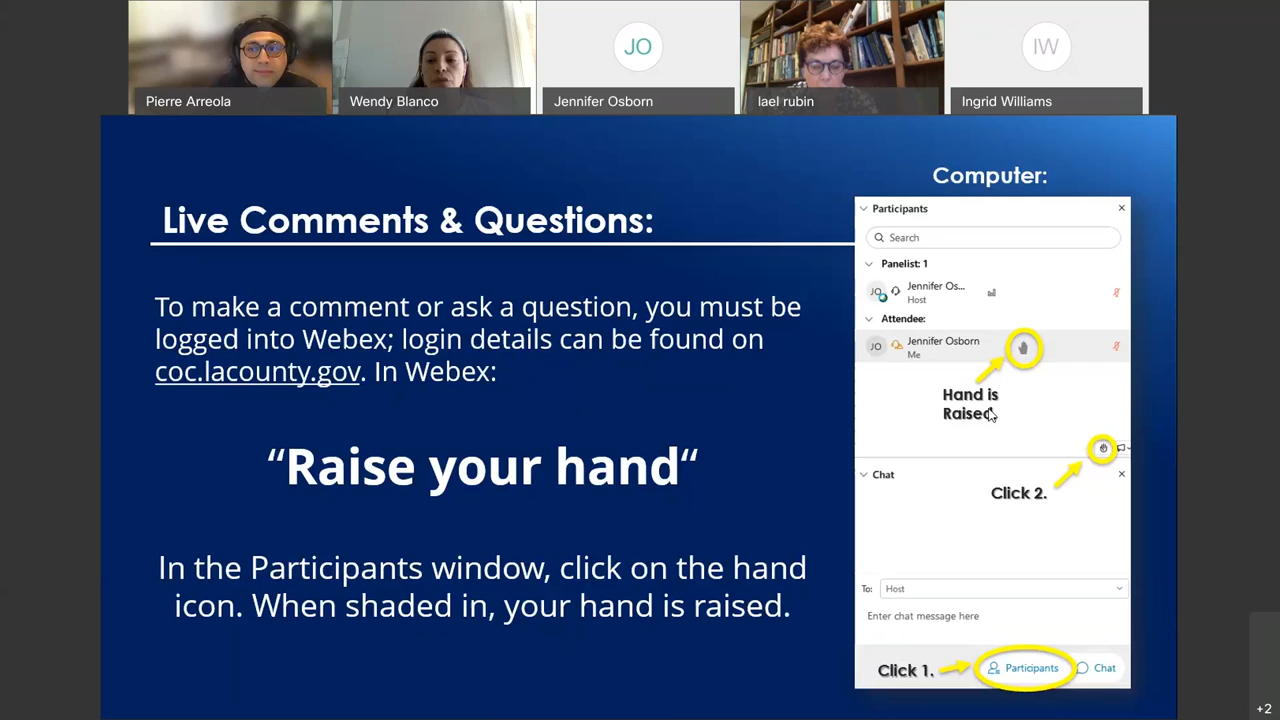 JO
IW
Pierre Arreola
Wendy Blanco
Jennifer Osborn
lael rubin
Ingrid Williams
Live Comments & Questions:
To make a comment or ask a question, you must be
logged into Webex; login details can be found on
coc.lacounty.gov. In Webex:
“Raise your hand“
In the Participants window, click on the hand
icon. When shaded in, your hand is raised.
Computer:
Participants
Search
Panelist: 1
JO
Jennifer Os...
Host
Attendee:
JO
Jennifer Osborn
Me
Hand is
Raised
Chat
Click 2.
To:
Host
Enter chat message here
Click 1.
Participants
Chat
+2